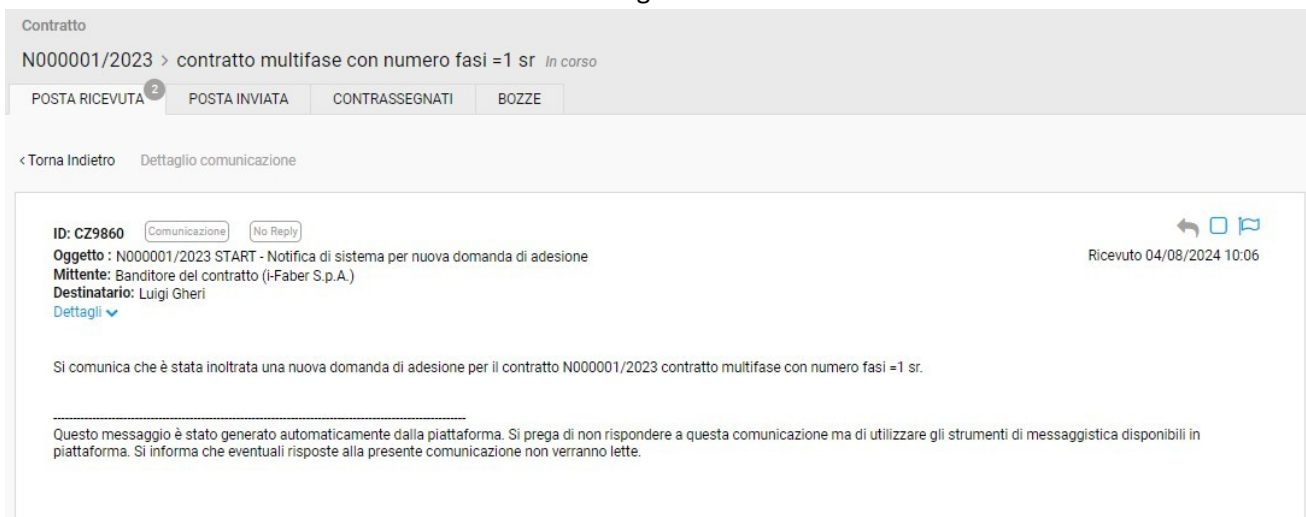 Contratto
N000001/2023 > contratto multifase con numero fasi =1 sr In corso
POSTA RICEVUTA 2 POSTA INVIATA CONTRASSEGNATI BOZZE
< Torna Indietro Dettaglio comunicazione
ID: CZ9860 Comunicazione No Reply
Oggetto : N000001/2023 START - Notifica di sistema per nuova domanda di adesione
Ricevuto 04/08/2024 10:06
Mittente: Banditore del contratto (i-Faber S.p.A.)
Destinatario: Luigi Gheri
Dettagli
Si comunica che è stata inoltrata una nuova domanda di adesione per il contratto N000001/2023 contratto multifase con numero fasi =1 sr.
Questo messaggio è stato generato automaticamente dalla piattaforma. Si prega di non rispondere a questa comunicazione ma di utilizzare gli strumenti di messaggistica disponibili in
piattaforma. Si informa che eventuali risposte alla presente comunicazione non verranno lette.